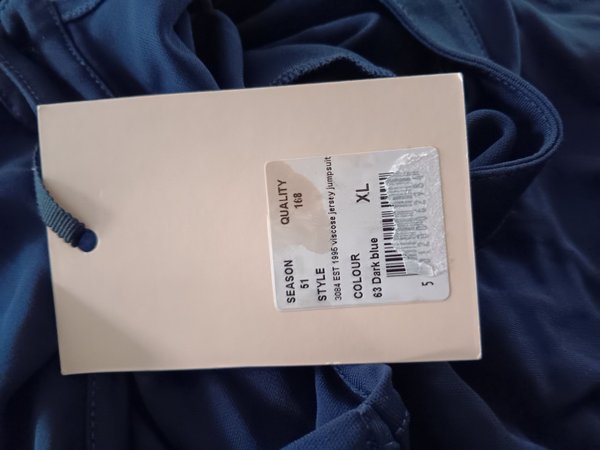 SEASON QUALITY
51 168
STYLE
3084 EST 1995 viscose jersey jumpsuit
COLOUR XL
63 Dark blue
5